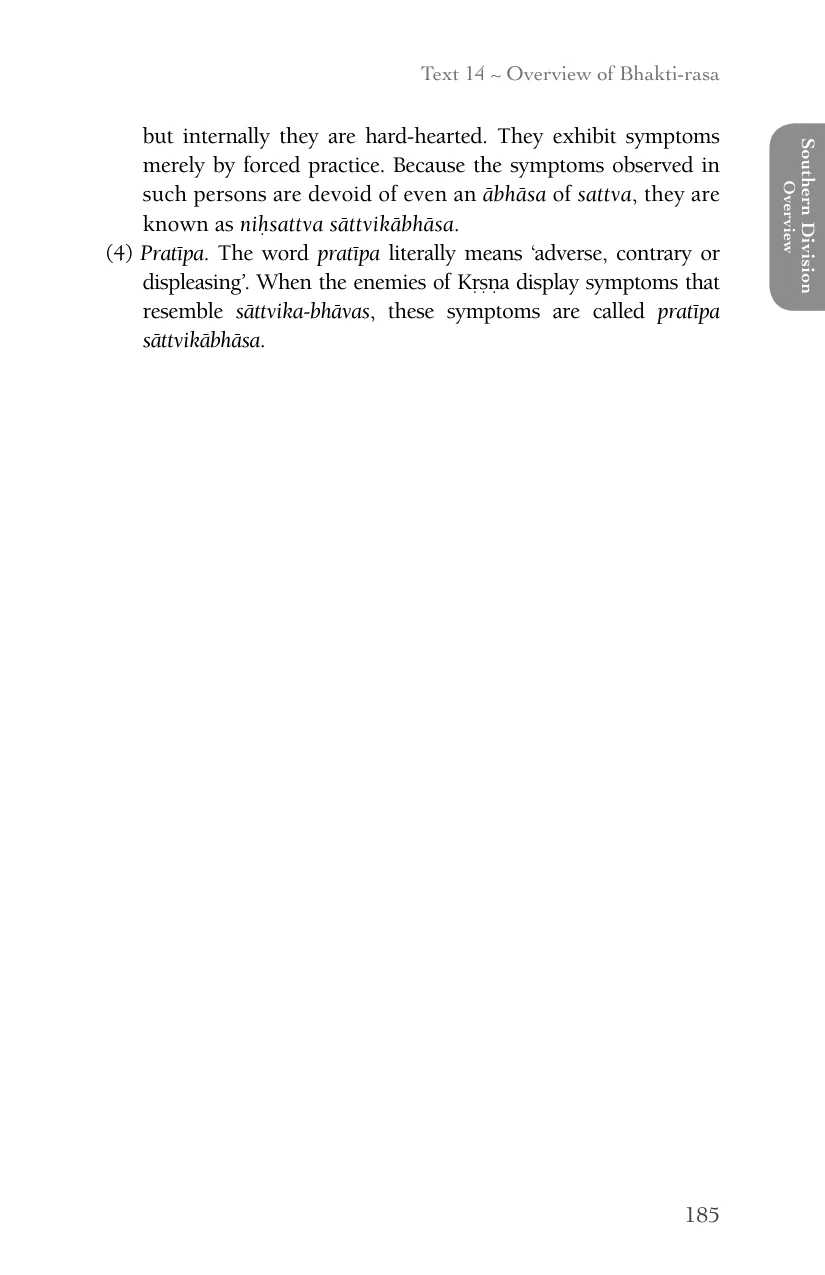 Text 14 ~ Overview of Bhakti-rasa
but internally they are hard-hearted. They exhibit symptoms
merely by forced practice. Because the symptoms observed in
such persons are devoid of even an ābhāsa of sattva, they are
known as niḥsattva sāttvikābhāsa.
(4) Pratīpa. The word pratīpa literally means ‘adverse, contrary or
displeasing’. When the enemies of Kṛṣṇa display symptoms that
resemble sāttvika-bhāvas, these symptoms are called pratīpa
sāttvikābhāsa.
Southern Division
Overview
185